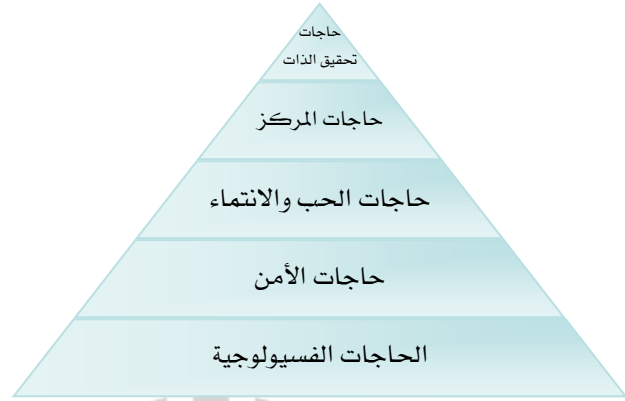 حاجات
تحقيق الذات
حاجات المركز
حاجات الحب والانتماء
حاجات الأمن
الحاجات الفسيولوجية